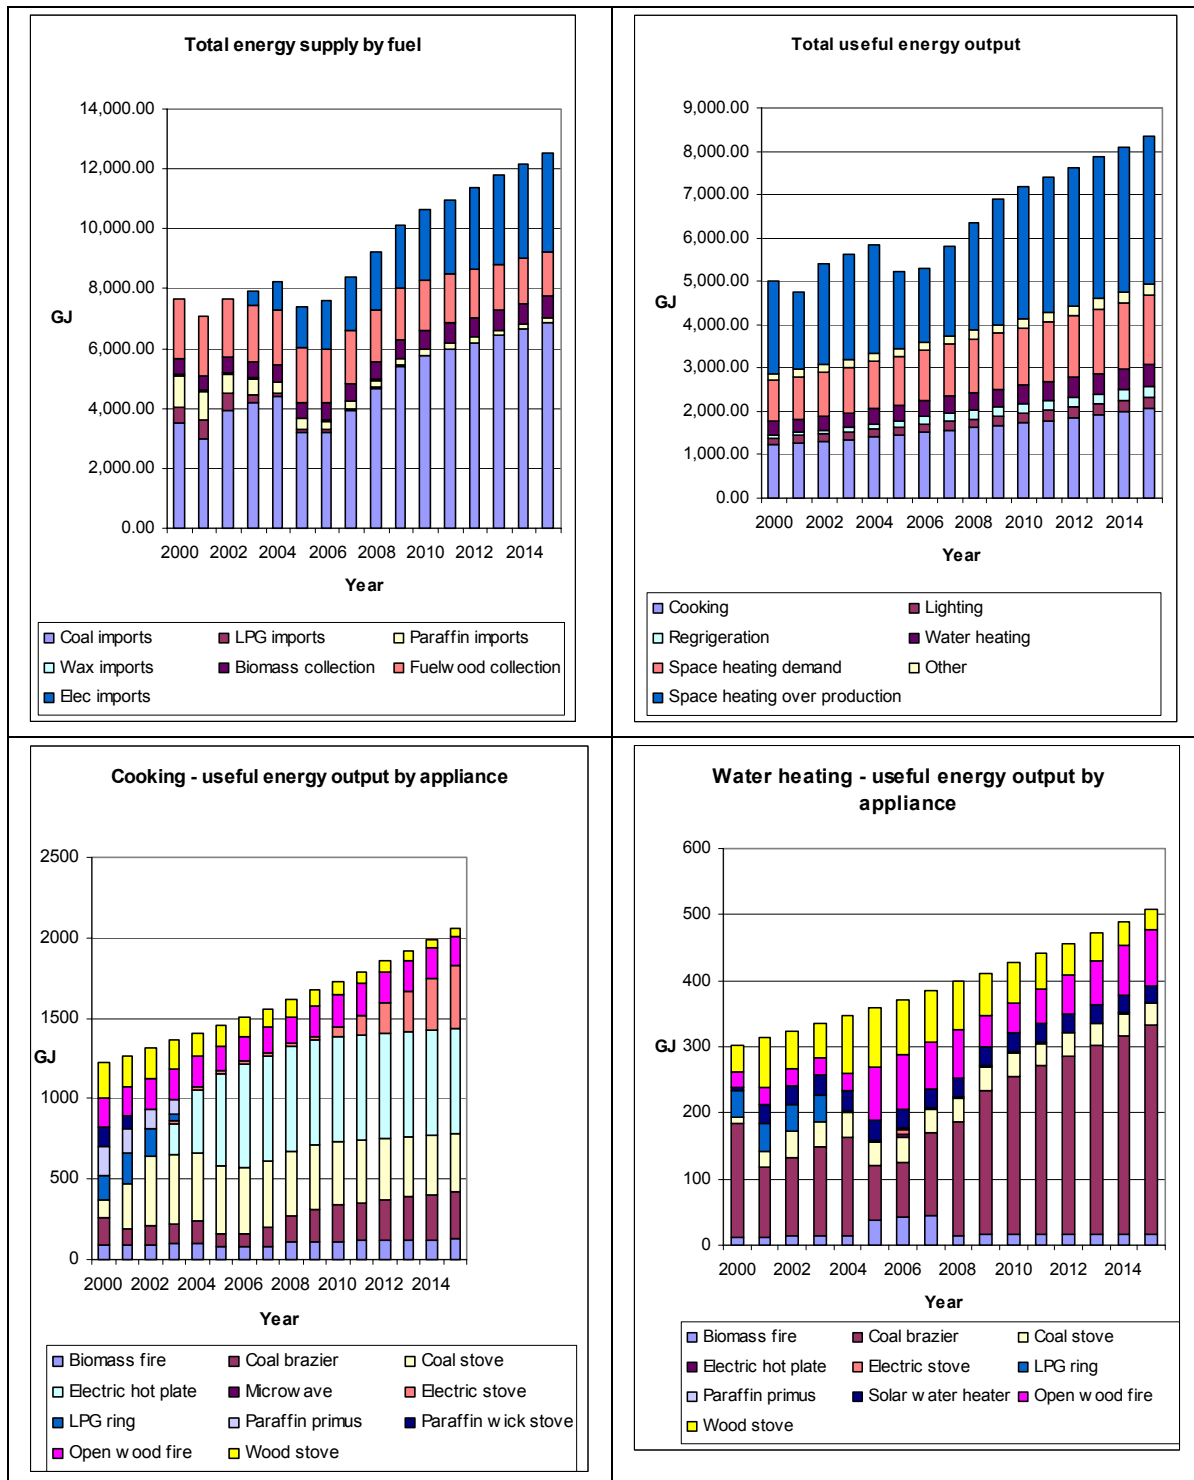 Total energy supply by fuel
14,000.00
12,000.00
10,000.00
8,000.00
GJ
6,000.00
4,000.00
2,000.00
0.00
2000 2002 2004 2006 2008 2010 2012 2014
Year
Coal imports LPG imports Paraffin imports
Wax imports Biomass collection Fuelwood collection
Elec imports
Total useful energy output
9,000.00
8,000.00
7,000.00
6,000.00
5,000.00
GJ
4,000.00
3,000.00
2,000.00
1,000.00
0.00
2000 2002 2004 2006 2008 2010 2012 2014
Year
Cooking Lighting
Regrigeration Water heating
Space heating demand Other
Space heating over production
Cooking - useful energy output by appliance
2500
2000
1500
GJ
1000
500
0
2000 2002 2004 2006 2008 2010 2012 2014
Year
Biomass fire Coal brazier Coal stove
Electric hot plate Microwave Electric stove
LPG ring Paraffin primus Paraffin wick stove
Open wood fire Wood stove
Water heating - useful energy output by
appliance
600
500
400
GJ
300
200
100
0
2000 2002 2004 2006 2008 2010 2012 2014
Year
Biomass fire Coal brazier Coal stove
Electric hot plate Electric stove LPG ring
Paraffin primus Solar water heater Open wood fire
Wood stove